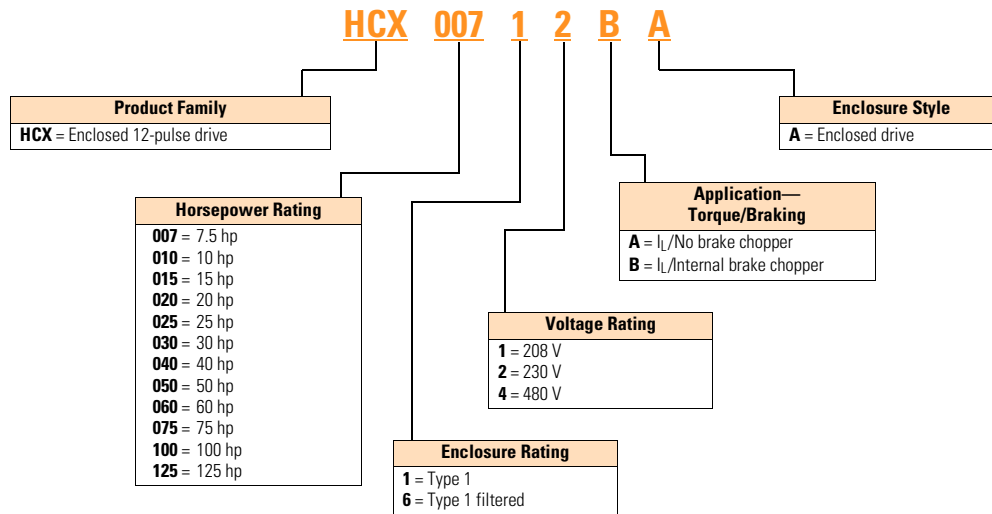 HCX 007 1 2 B A
Product Family
HCX = Enclosed 12-pulse drive
Enclosure Style
A = Enclosed drive
Application—
Torque/Braking
A = IL/No brake chopper
B = IL/Internal brake chopper
Horsepower Rating
007 = 7.5 hp
010 = 10 hp
015 = 15 hp
020 = 20 hp
025 = 25 hp
030 = 30 hp
040 = 40 hp
050 = 50 hp
060 = 60 hp
075 = 75 hp
100 = 100 hp
125 = 125 hp
Voltage Rating
1 = 208 V
2 = 230 V
4 = 480 V
Enclosure Rating
1 = Type 1
6 = Type 1 filtered